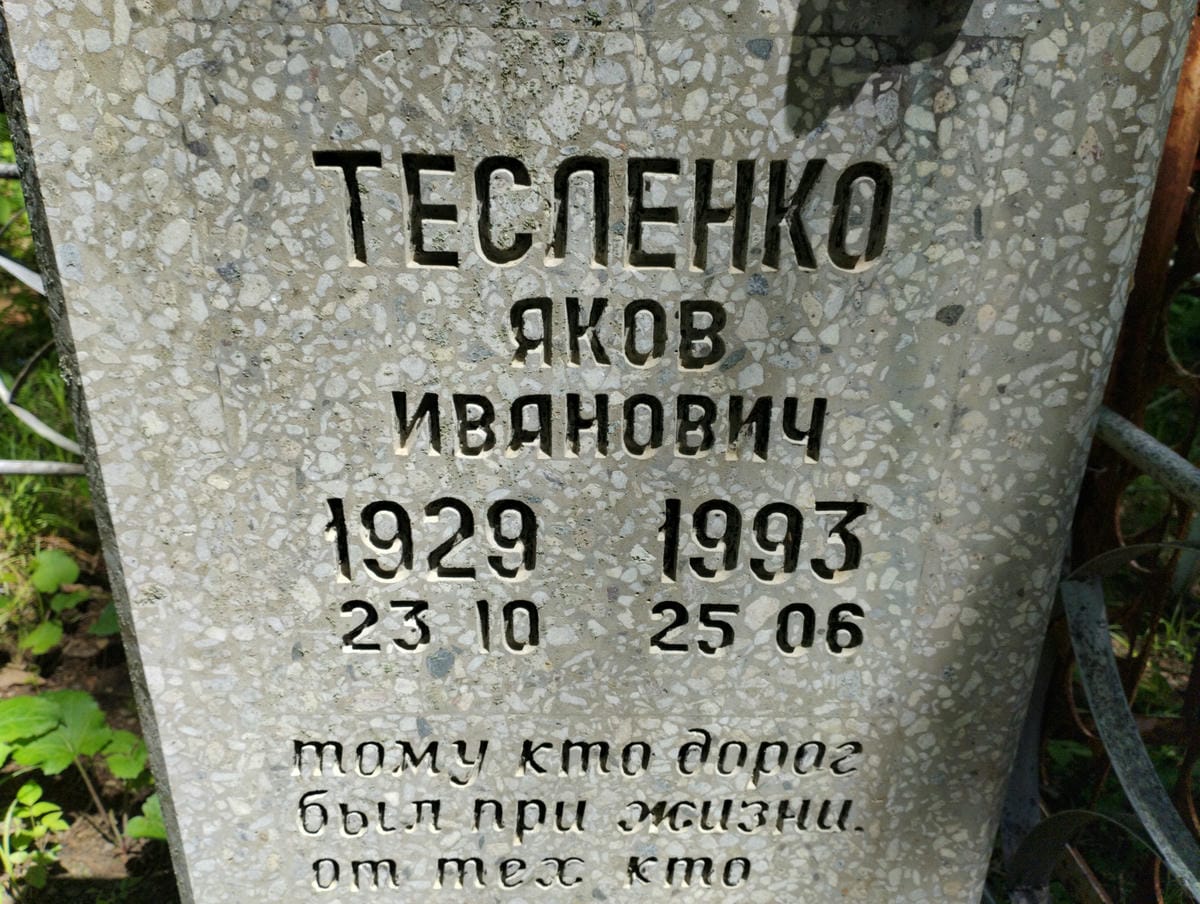 ТЕСЛЕНКО
ЯКОВ
ИВАНОВИЧ
1929 1993
23 10 25 06
тому кто дорог
был при жизни.
от тех кто